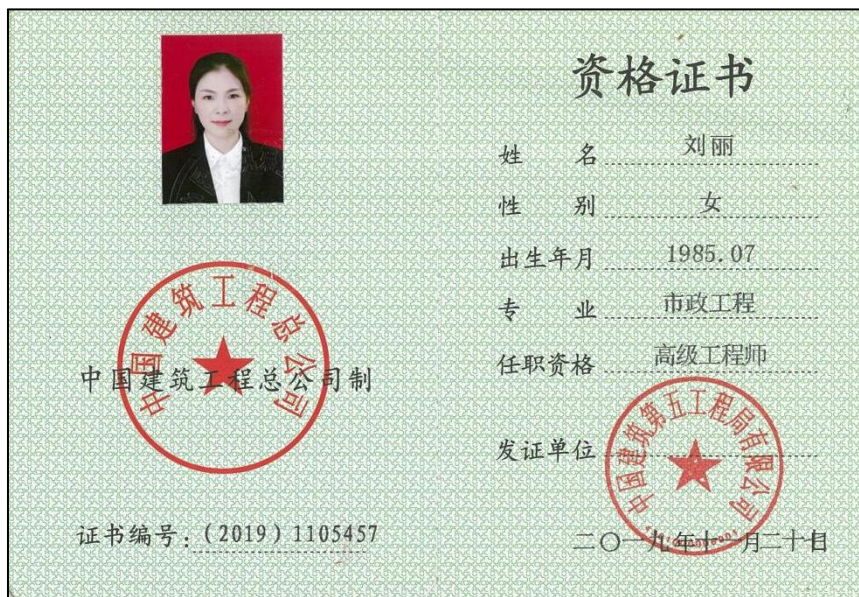 中国建筑工程总公司
中国建筑工程总公司制
证书编号：(2019)1105457
资格证书
姓 名 刘丽
性 别 女
出生年月 1985.07
专 业 市政工程
任职资格 高级工程师
发证单位
中国建筑第五工程局有限公司
二〇一九年十一月二十日